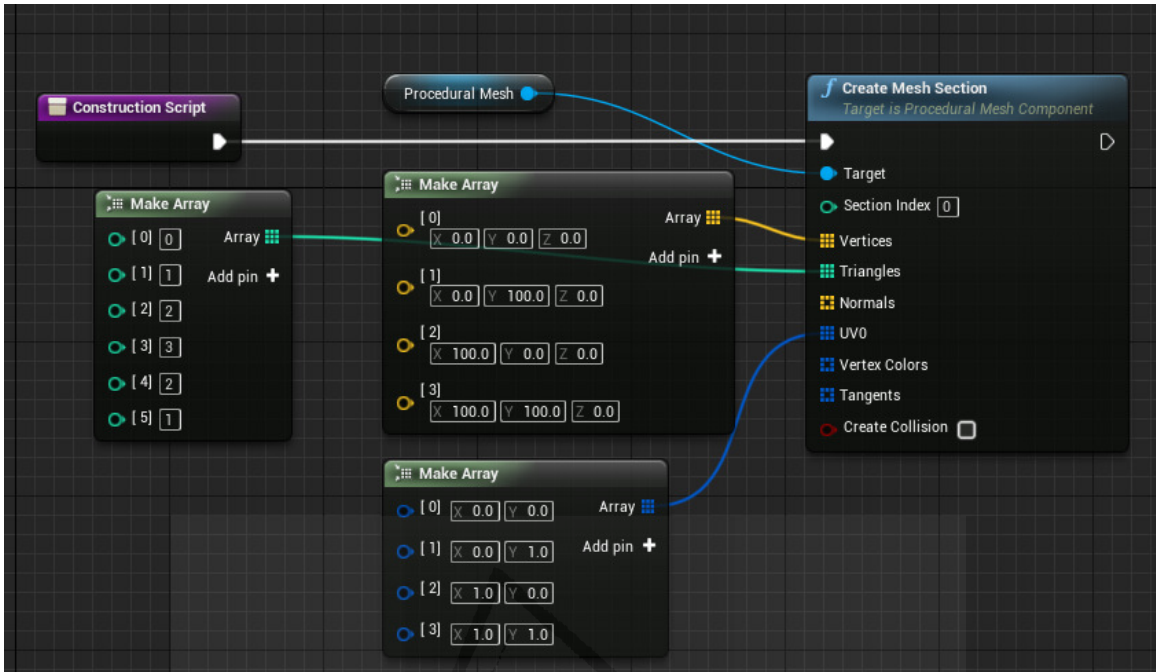 Construction Script
Procedural Mesh
f Create Mesh Section
Target is Procedural Mesh Component
Target
Section Index 0
Vertices
Triangles
Normals
UV0
Vertex Colors
Tangents
Create Collision
Make Array
[0] 0 Array
[1] 1 Add pin +
[2] 2
[3] 3
[4] 2
[5] 1
Make Array
[0] Array
X 0.0 Y 0.0 Z 0.0
Add pin +
[1]
X 0.0 Y 100.0 Z 0.0
[2]
X 100.0 Y 0.0 Z 0.0
[3]
X 100.0 Y 100.0 Z 0.0
Make Array
[0] X 0.0 Y 0.0 Array
[1] X 0.0 Y 1.0 Add pin +
[2] X 1.0 Y 0.0
[3] X 1.0 Y 1.0